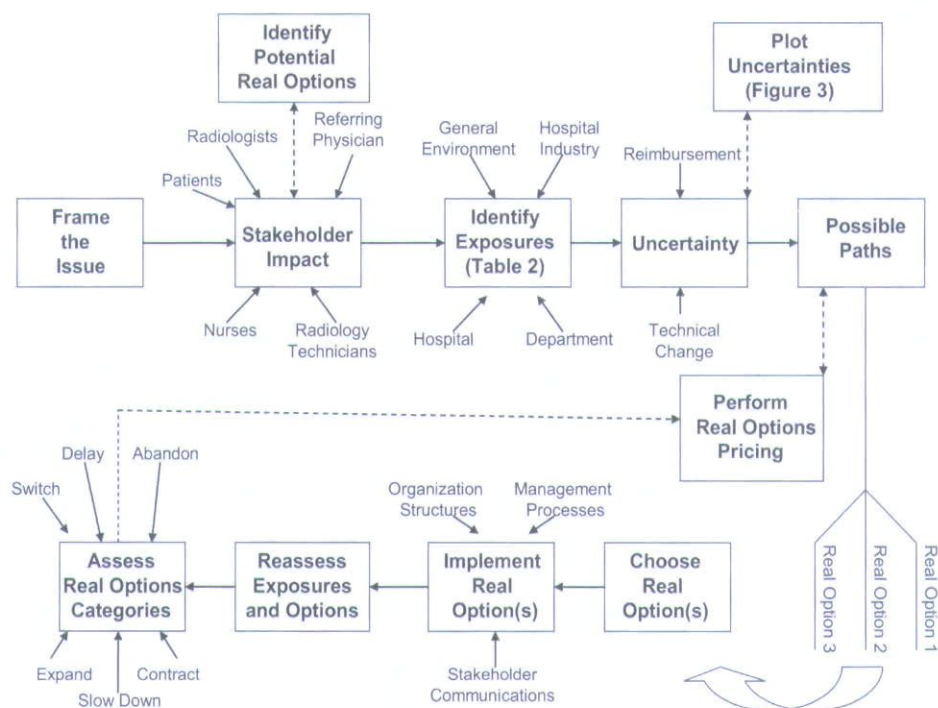 Identify
Potential
Real Options
Plot
Uncertainties
(Figure 3)
Radiologists
Referring
Physician
Patients
General
Environment
Hospital
Industry
Reimbursement
Frame
the
Issue
Stakeholder
Impact
Identify
Exposures
(Table 2)
Uncertainty
Possible
Paths
Nurses
Radiology
Technicians
Hospital
Department
Technical
Change
Perform
Real Options
Pricing
Switch
Delay
Abandon
Organization
Structures
Management
Processes
Assess
Real Options
Categories
Reassess
Exposures
and Options
Implement
Real
Option(s)
Choose
Real
Option(s)
Expand
Slow Down
Contract
Stakeholder
Communications
Real Option 3
Real Option 2
Real Option 1